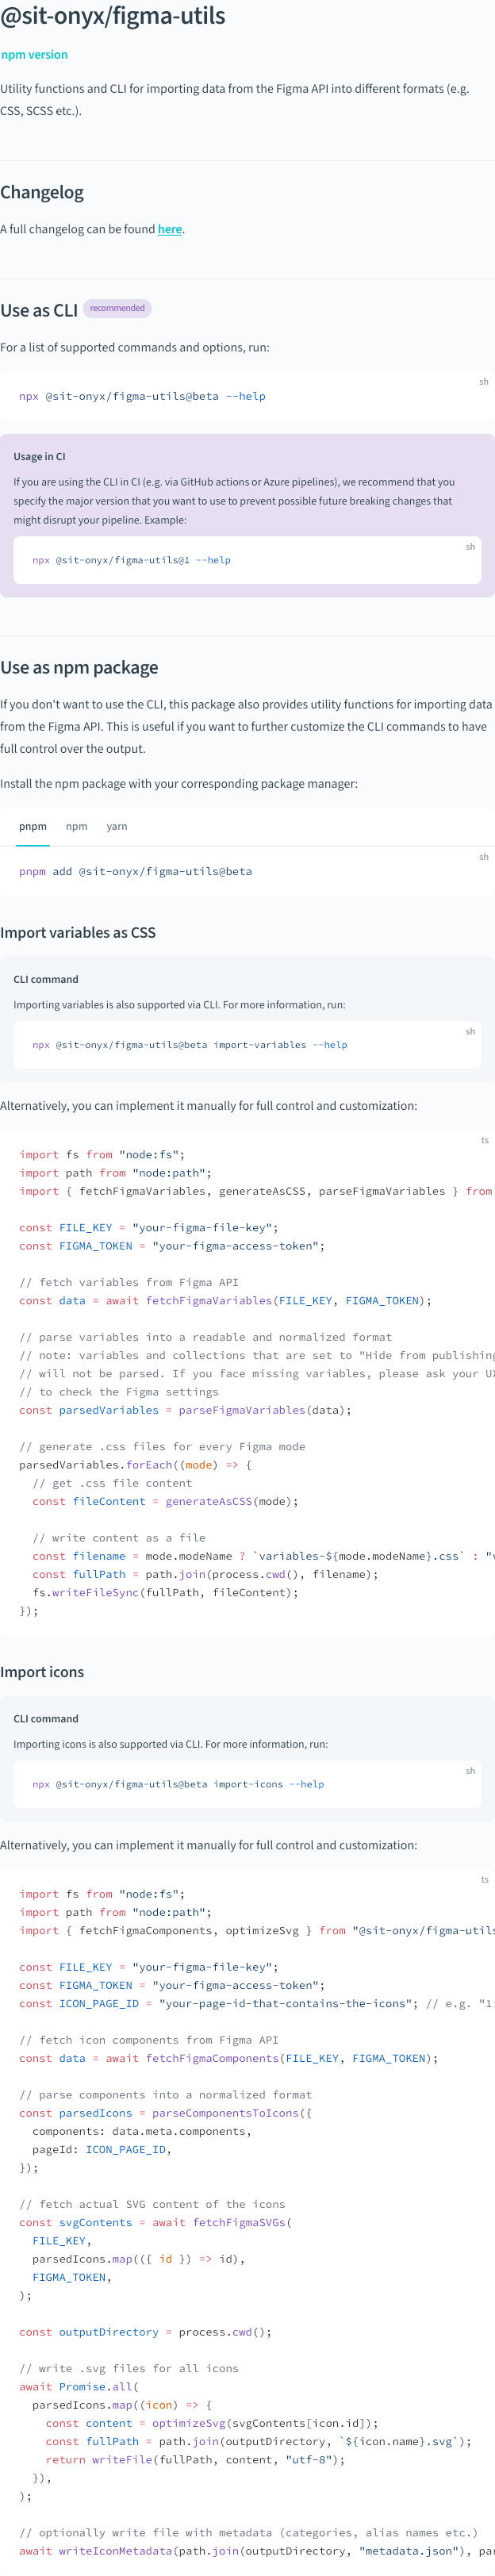 @sit-onyx/figma-utils
npm version
Utility functions and CLI for importing data from the Figma API into different formats (e.g.
CSS, SCSS etc.).
Changelog
A full changelog can be found here.
Use as CLI recommended
For a list of supported commands and options, run:
sh
npx @sit-onyx/figma-utils@beta --help
Usage in CI
If you are using the CLI in CI (e.g. via GitHub actions or Azure pipelines), we recommend that you
specify the major version that you want to use to prevent possible future breaking changes that
might disrupt your pipeline. Example:
sh
npx @sit-onyx/figma-utils@1 --help
Use as npm package
If you don't want to use the CLI, this package also provides utility functions for importing data
from the Figma API. This is useful if you want to further customize the CLI commands to have
full control over the output.
Install the npm package with your corresponding package manager:
pnpm npm yarn
sh
pnpm add @sit-onyx/figma-utils@beta
Import variables as CSS
CLI command
Importing variables is also supported via CLI. For more information, run:
sh
npx @sit-onyx/figma-utils@beta import-variables --help
Alternatively, you can implement it manually for full control and customization:
ts
import fs from "node:fs";
import path from "node:path";
import { fetchFigmaVariables, generateAsCSS, parseFigmaVariables } from
const FILE_KEY = "your-figma-file-key";
const FIGMA_TOKEN = "your-figma-access-token";
// fetch variables from Figma API
const data = await fetchFigmaVariables(FILE_KEY, FIGMA_TOKEN);
// parse variables into a readable and normalized format
// note: variables and collections that are set to "Hide from publishing
// will not be parsed. If you face missing variables, please ask your UX
// to check the Figma settings
const parsedVariables = parseFigmaVariables(data);
// generate .css files for every Figma mode
parsedVariables.forEach((mode) => {
  // get .css file content
  const fileContent = generateAsCSS(mode);
  // write content as a file
  const filename = mode.modeName ? `variables-${mode.modeName}.css` : "v
  const fullPath = path.join(process.cwd(), filename);
  fs.writeFileSync(fullPath, fileContent);
});
Import icons
CLI command
Importing icons is also supported via CLI. For more information, run:
sh
npx @sit-onyx/figma-utils@beta import-icons --help
Alternatively, you can implement it manually for full control and customization:
ts
import fs from "node:fs";
import path from "node:path";
import { fetchFigmaComponents, optimizeSvg } from "@sit-onyx/figma-utils
const FILE_KEY = "your-figma-file-key";
const FIGMA_TOKEN = "your-figma-access-token";
const ICON_PAGE_ID = "your-page-id-that-contains-the-icons"; // e.g. "1:
// fetch icon components from Figma API
const data = await fetchFigmaComponents(FILE_KEY, FIGMA_TOKEN);
// parse components into a normalized format
const parsedIcons = parseComponentsToIcons({
  components: data.meta.components,
  pageId: ICON_PAGE_ID,
});
// fetch actual SVG content of the icons
const svgContents = await fetchFigmaSVGs(
  FILE_KEY,
  parsedIcons.map(({ id }) => id),
  FIGMA_TOKEN,
);
const outputDirectory = process.cwd();
// write .svg files for all icons
await Promise.all(
  parsedIcons.map((icon) => {
    const content = optimizeSvg(svgContents[icon.id]);
    const fullPath = path.join(outputDirectory, `${icon.name}.svg`);
    return writeFile(fullPath, content, "utf-8");
  }),
);
// optionally write file with metadata (categories, alias names etc.)
await writeIconMetadata(path.join(outputDirectory, "metadata.json"), par